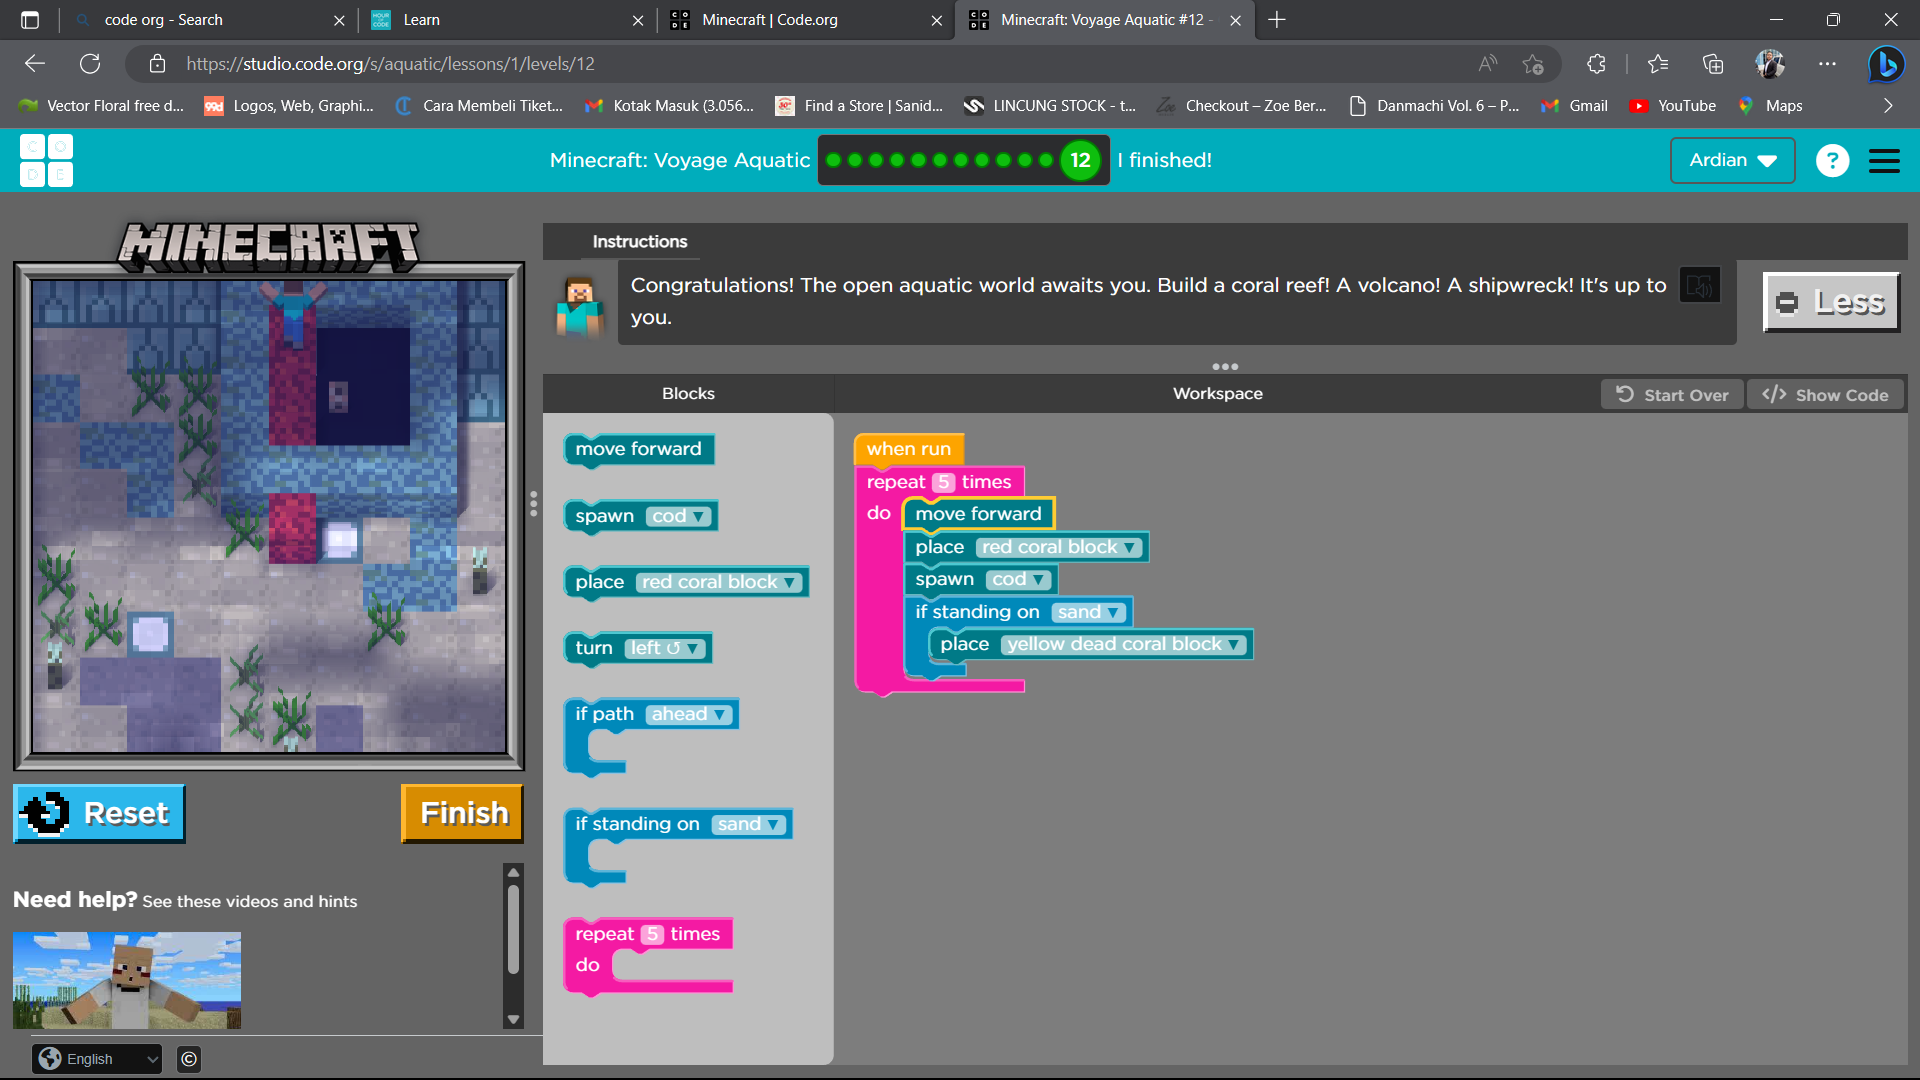 code org - Search
Learn
Minecraft | Code.org
Minecraft: Voyage Aquatic #12 -
https://studio.code.org/s/aquatic/lessons/1/levels/12
Vector Floral free d...
Logos, Web, Graphi...
Cara Membeli Tiket...
Kotak Masuk (3.056...
Find a Store | Sanid...
LINCUNG STOCK - t...
Checkout – Zoe Ber...
Danmachi Vol. 6 – P...
Gmail
YouTube
Maps
CODE
Minecraft: Voyage Aquatic
12
I finished!
Ardian
?
MINECRAFT
Instructions
Congratulations! The open aquatic world awaits you. Build a coral reef! A volcano! A shipwreck! It's up to
you.
Less
Blocks
Workspace
Start Over
</> Show Code
move forward
spawn cod ▼
place red coral block ▼
turn left ↺ ▼
if path ahead ▼
if standing on sand ▼
repeat 5 times
do
when run
repeat 5 times
do move forward
place red coral block ▼
spawn cod ▼
if standing on sand ▼
place yellow dead coral block ▼
Reset
Finish
Need help? See these videos and hints
English
©